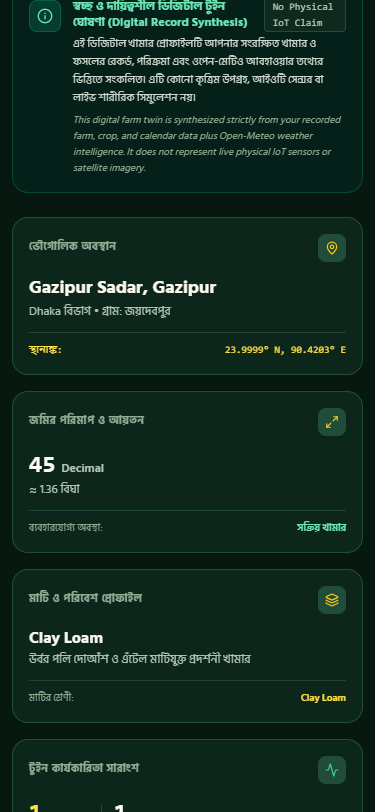 স্বচ্ছ ও দায়িত্বশীল ডিজিটাল টুইন
ঘোষণা (Digital Record Synthesis)
No Physical
IoT Claim
এই ডিজিটাল খামার প্রোফাইলটি আপনার সংরক্ষিত খামার ও
ফসলের রেকর্ড, পরিক্রমা এবং ওপেন-মেটিও আবহাওয়ার তথ্যের
ভিত্তিতে সংকলিত। এটি কোনো কৃত্রিম উপগ্রহ, আইওটি সেন্সর বা
লাইভ শারীরিক সিমুলেশন নয়।
This digital farm twin is synthesized strictly from your recorded
farm, crop, and calendar data plus Open-Meteo weather
intelligence. It does not represent live physical IoT sensors or
satellite imagery.
ভৌগোলিক অবস্থান
Gazipur Sadar, Gazipur
Dhaka বিভাগ • গ্রাম: জয়দেবপুর
স্থানাঙ্ক:
23.9999° N, 90.4203° E
জমির পরিমাপ ও আয়তন
45 Decimal
≈ 1.36 বিঘা
ব্যবহারযোগ্য অবস্থা:
সক্রিয় খামার
মাটি ও পরিবেশ প্রোফাইল
Clay Loam
উর্বর পলি দোআঁশ ও এঁটেল মাটিযুক্ত প্রদর্শনী খামার
মাটির শ্রেণী:
Clay Loam
টুইন কার্যকারিতা সারাংশ